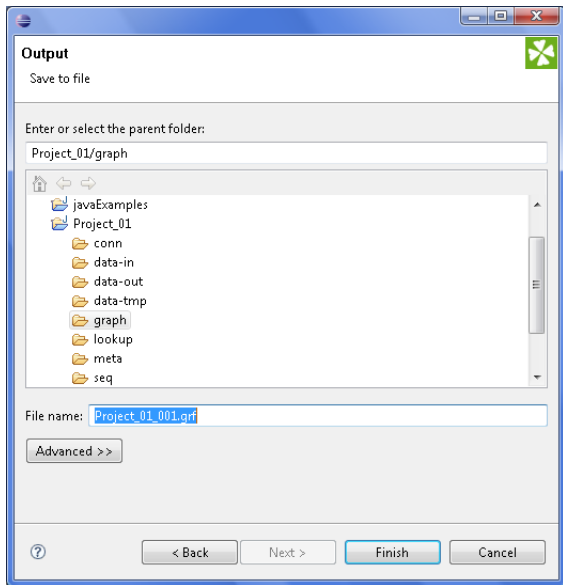 Output
Save to file
Enter or select the parent folder:
Project_01/graph
javaExamples
Project_01
conn
data-in
data-out
data-tmp
graph
lookup
meta
seq
File name: Project_01_001.grf
Advanced >>
< Back Next > Finish Cancel